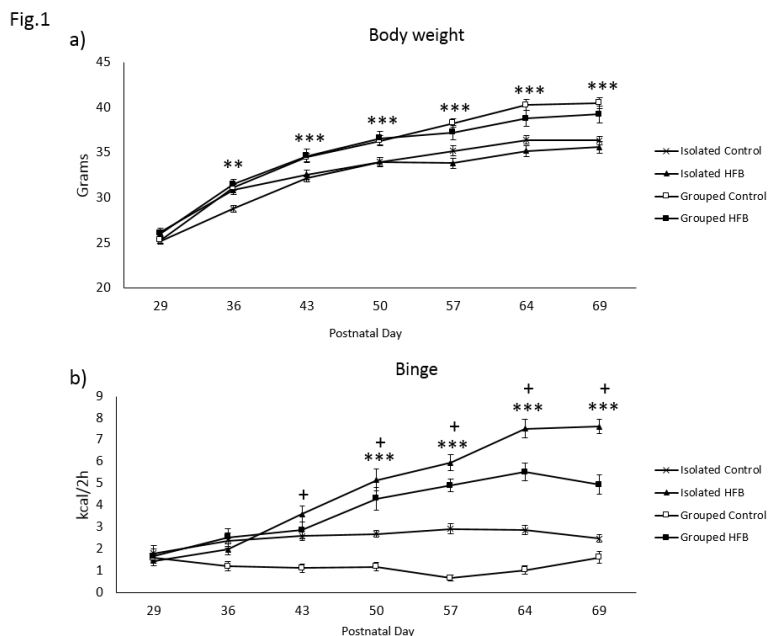 Fig.1
a)
Body weight
45
40
35
30
25
20
Grams
**
***
***
***
***
***
29 36 43 50 57 64 69
Postnatal Day
Isolated Control
Isolated HFB
Grouped Control
Grouped HFB
b)
Binge
9
8
7
6
5
4
3
2
1
0
kcal/2h
+
+
***
+
***
+
***
+
***
29 36 43 50 57 64 69
Postnatal Day
Isolated Control
Isolated HFB
Grouped Control
Grouped HFB